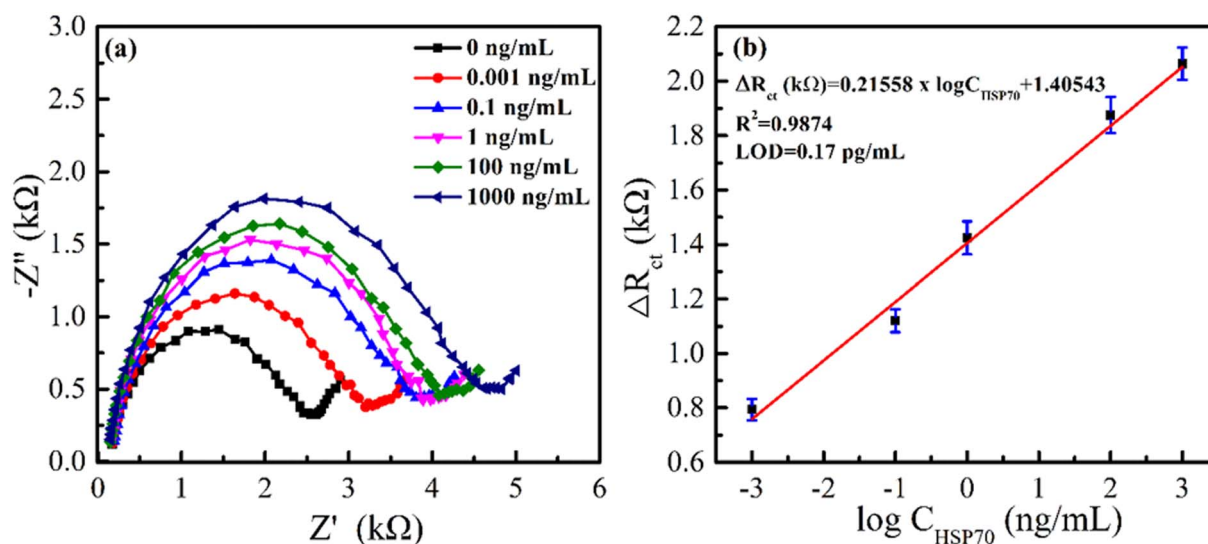 (a)
0 ng/mL
0.001 ng/mL
0.1 ng/mL
1 ng/mL
100 ng/mL
1000 ng/mL
3.0
2.5
2.0
1.5
1.0
0.5
0.0
-Z'' (kΩ)
0 1 2 3 4 5 6
Z' (kΩ)
(b)
ΔR_ct (kΩ)=0.21558 x logC_HSP70+1.40543
R²=0.9874
LOD=0.17 pg/mL
2.2
2.0
1.8
1.6
1.4
1.2
1.0
0.8
0.6
ΔR_ct (kΩ)
-3 -2 -1 0 1 2 3
log C_HSP70 (ng/mL)